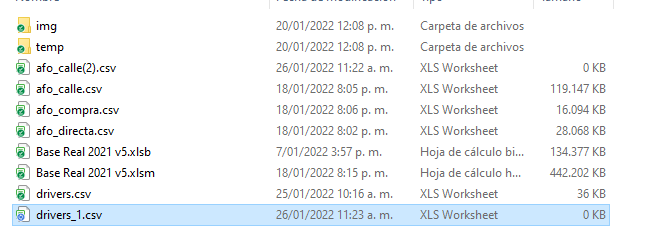 img 20/01/2022 12:08 p. m. Carpeta de archivos
temp 20/01/2022 12:08 p. m. Carpeta de archivos
afo_calle(2).csv 26/01/2022 11:22 a. m. XLS Worksheet 0 KB
afo_calle.csv 18/01/2022 8:05 p. m. XLS Worksheet 119.147 KB
afo_compra.csv 18/01/2022 8:06 p. m. XLS Worksheet 16.094 KB
afo_directa.csv 18/01/2022 8:02 p. m. XLS Worksheet 28.068 KB
Base Real 2021 v5.xlsb 7/01/2022 3:57 p. m. Hoja de cálculo bi... 134.377 KB
Base Real 2021 v5.xlsm 18/01/2022 8:15 p. m. Hoja de cálculo h... 442.202 KB
drivers.csv 25/01/2022 10:16 a. m. XLS Worksheet 36 KB
drivers_1.csv 26/01/2022 11:23 a. m. XLS Worksheet 0 KB